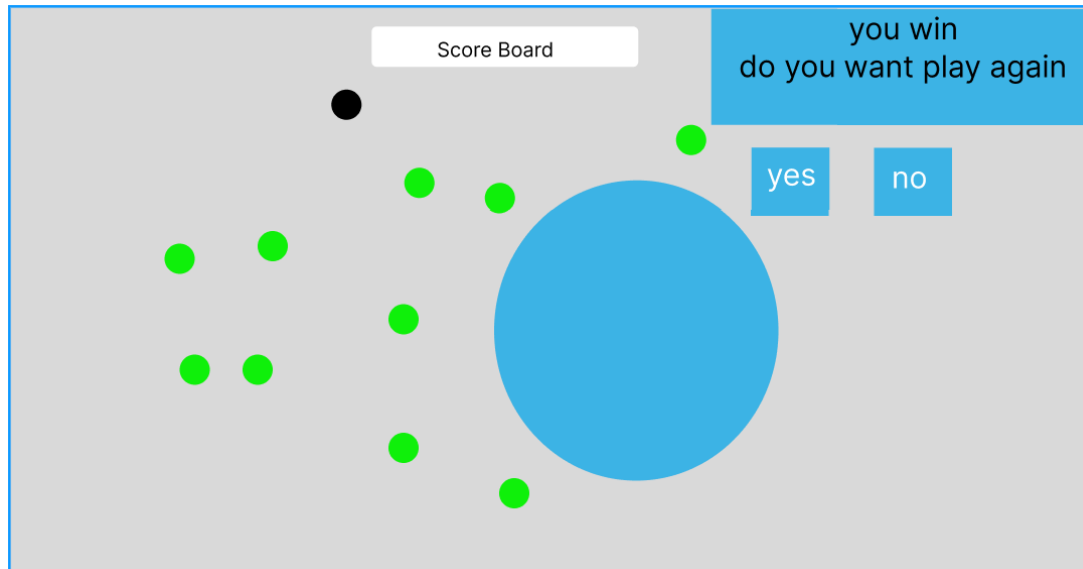 Score Board
you win
do you want play again
yes
no